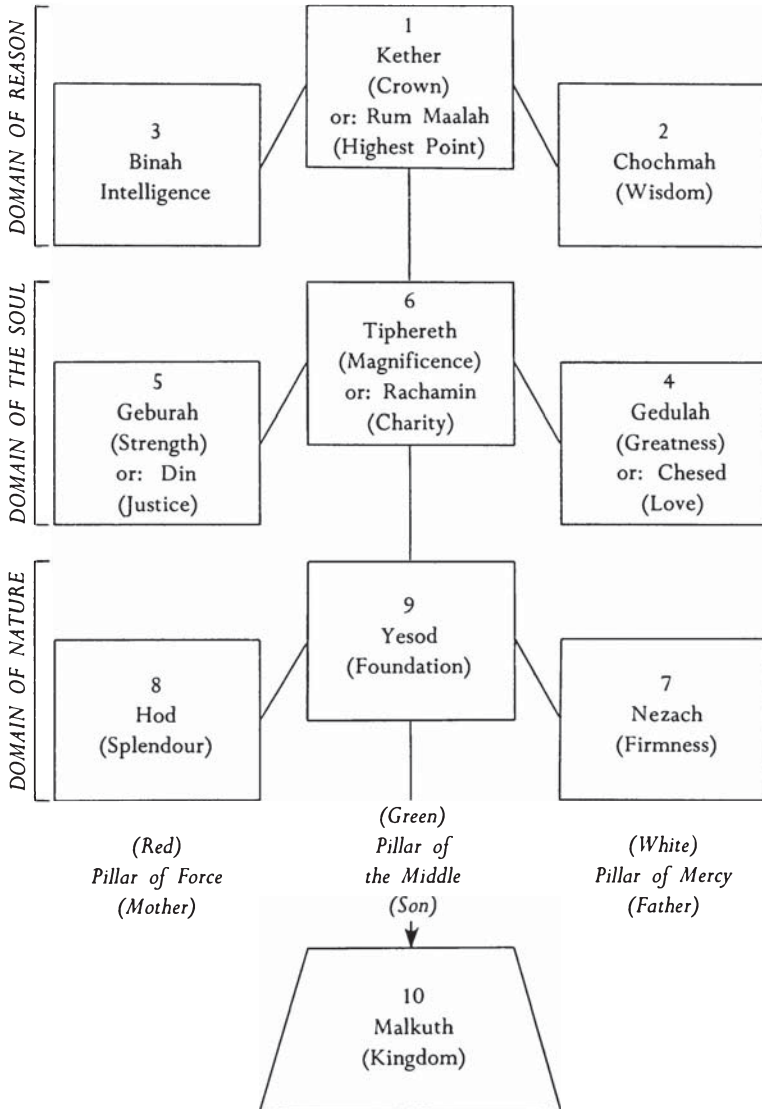 DOMAIN OF REASON
1
Kether
(Crown)
or: Rum Maalah
(Highest Point)
3
Binah
Intelligence
2
Chochmah
(Wisdom)
DOMAIN OF THE SOUL
6
Tiphereth
(Magnificence)
or: Rachamin
(Charity)
5
Geburah
(Strength)
or: Din
(Justice)
4
Gedulah
(Greatness)
or: Chesed
(Love)
DOMAIN OF NATURE
9
Yesod
(Foundation)
8
Hod
(Splendour)
7
Nezach
(Firmness)
(Red)
Pillar of Force
(Mother)
(Green)
Pillar of
the Middle
(Son)
(White)
Pillar of Mercy
(Father)
10
Malkuth
(Kingdom)